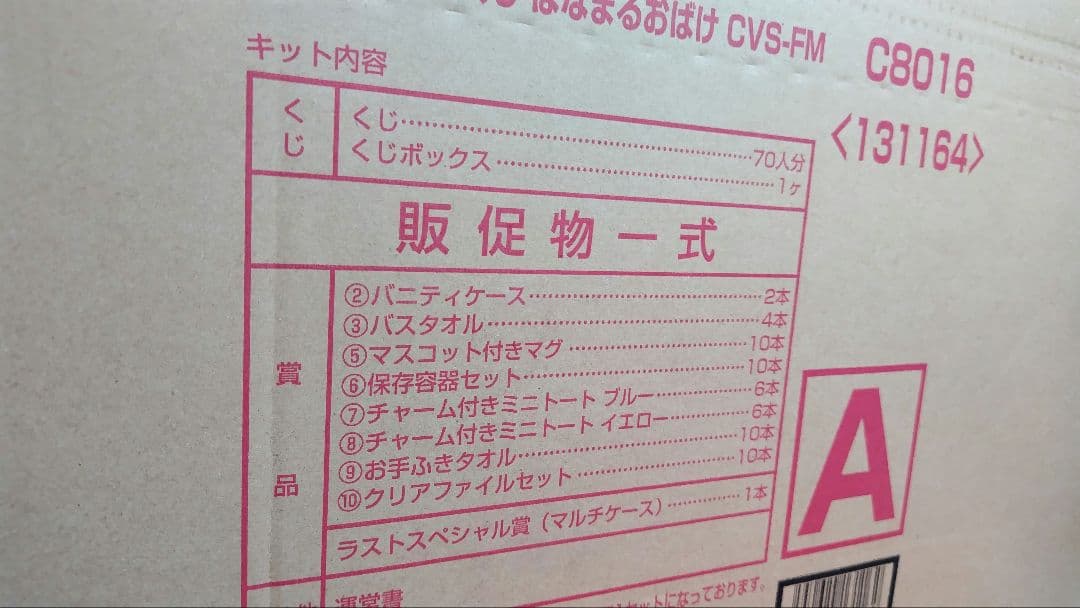 はなまるおばけ CVS-FM C8016
〈131164〉
キット内容
くじ
くじ……70人分
くじボックス……1ヶ
販促物一式
賞品
②バニティケース……2本
③バスタオル……4本
⑤マスコット付きマグ……10本
⑥保存容器セット……10本
⑦チャーム付きミニトート ブルー……6本
⑧チャーム付きミニトート イエロー……6本
⑨お手ふきタオル……10本
⑩クリアファイルセット……10本
ラストスペシャル賞（マルチケース）……1本
A
運営書
セットになっております。